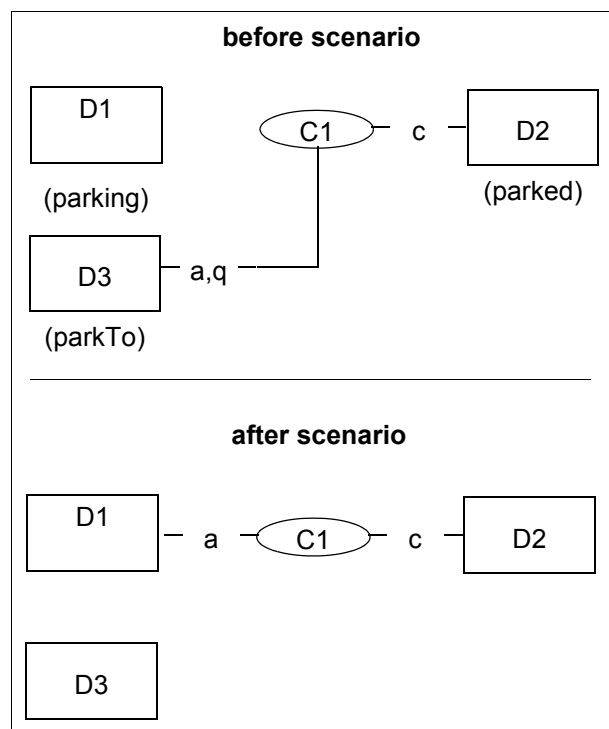 before scenario
D1
C1
c
D2
(parking)
(parked)
D3
a,q
(parkTo)
after scenario
D1
a
C1
c
D2
D3